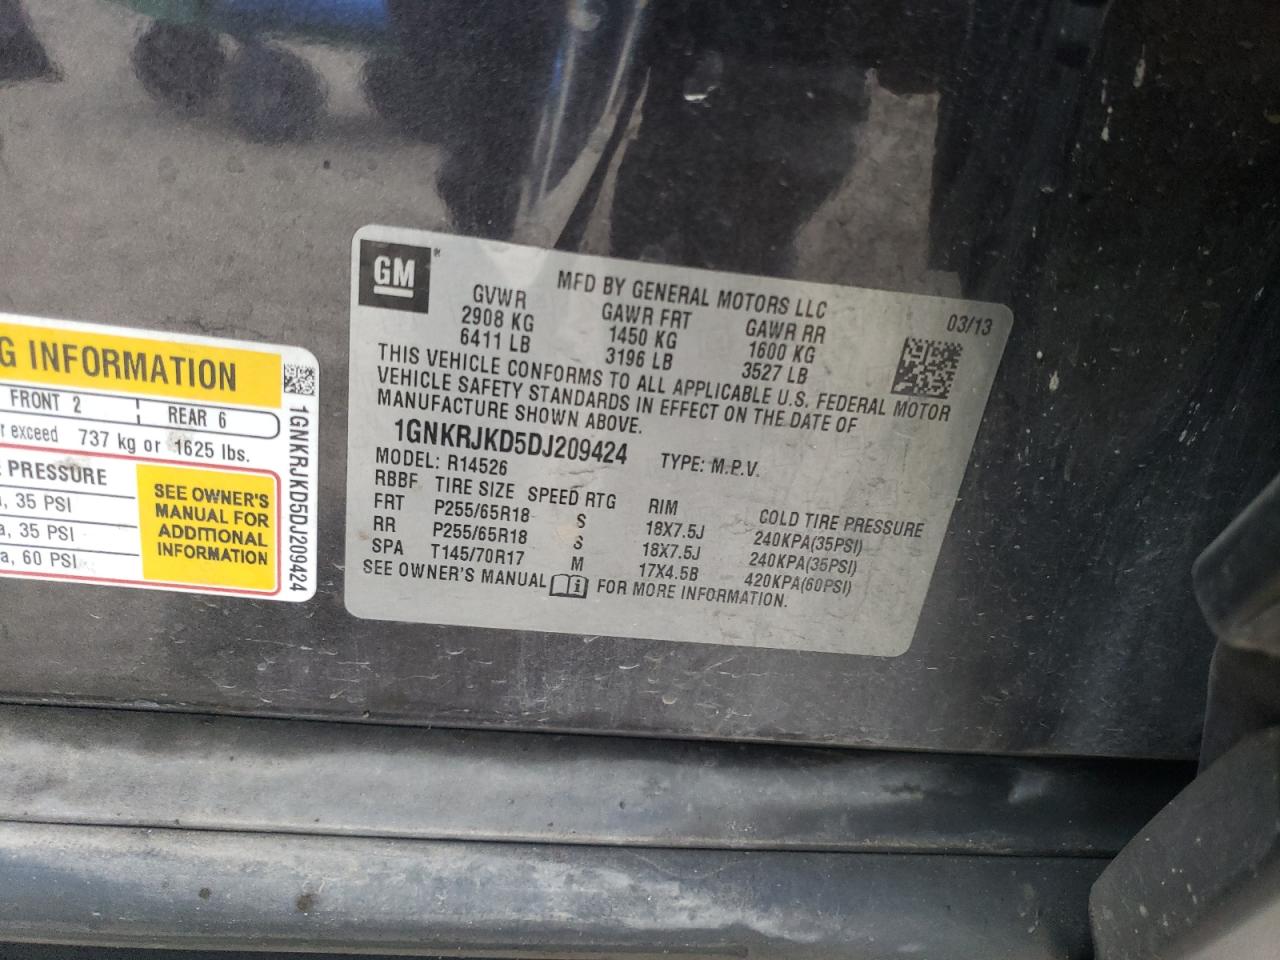 G INFORMATION
FRONT 2
REAR 6
exceed 737 kg or 1625 lbs.
PRESSURE
35 PSI
35 PSI
60 PSI
SEE OWNER'S
MANUAL FOR
ADDITIONAL
INFORMATION
1GNKRJKD5DJ209424
GM
MFD BY GENERAL MOTORS LLC
03/13
GVWR GAWR FRT GAWR RR
2908 KG 1450 KG 1600 KG
6411 LB 3196 LB 3527 LB
THIS VEHICLE CONFORMS TO ALL APPLICABLE U.S. FEDERAL MOTOR
VEHICLE SAFETY STANDARDS IN EFFECT ON THE DATE OF
MANUFACTURE SHOWN ABOVE.
1GNKRJKD5DJ209424 TYPE: M.P.V.
MODEL: R14526
RBBF TIRE SIZE SPEED RTG RIM COLD TIRE PRESSURE
FRT P255/65R18 S 18X7.5J 240KPA(35PSI)
RR P255/65R18 S 18X7.5J 240KPA(35PSI)
SPA T145/70R17 M 17X4.5B 420KPA(60PSI)
SEE OWNER'S MANUAL FOR MORE INFORMATION.